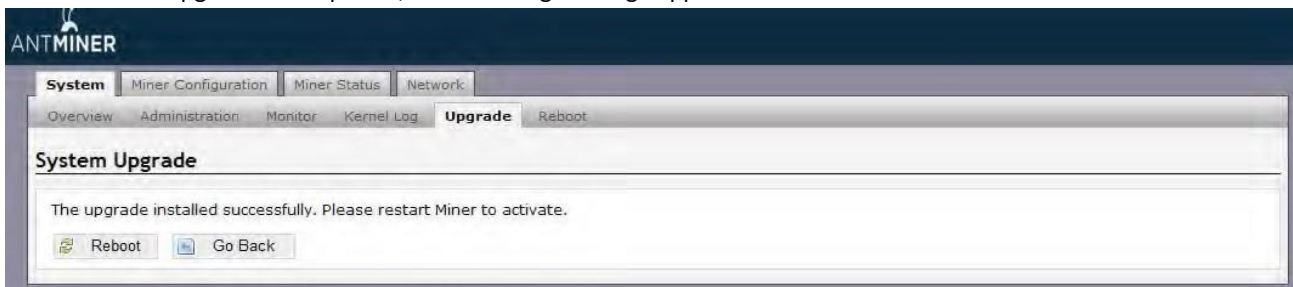 ANTMINER
System Miner Configuration Miner Status Network
Overview Administration Monitor Kernel Log Upgrade Reboot
System Upgrade
The upgrade installed successfully. Please restart Miner to activate.
Reboot Go Back